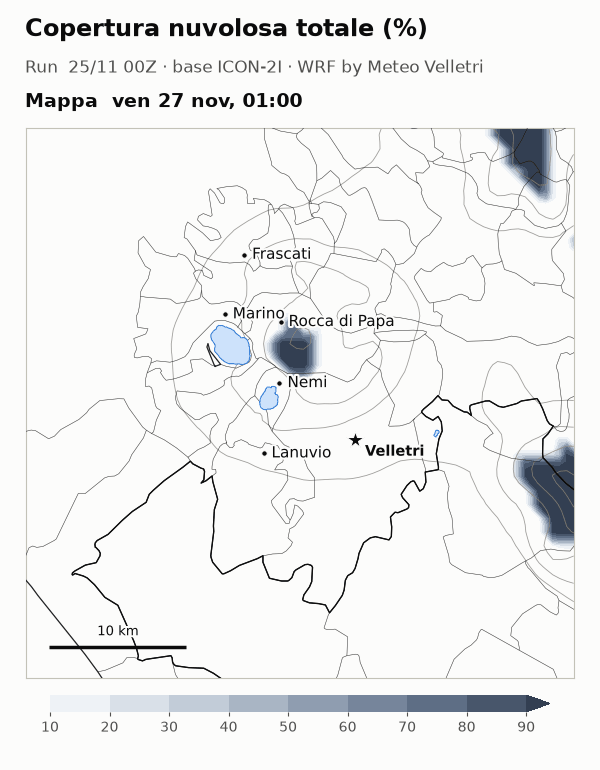 Copertura nuvolosa totale (%)
Run  25/11 00Z · base ICON-2I · WRF by Meteo Velletri
Mappa  ven 27 nov, 01:00
Frascati
Marino
Rocca di Papa
Nemi
Velletri
Lanuvio
10 km
10 20 30 40 50 60 70 80 90